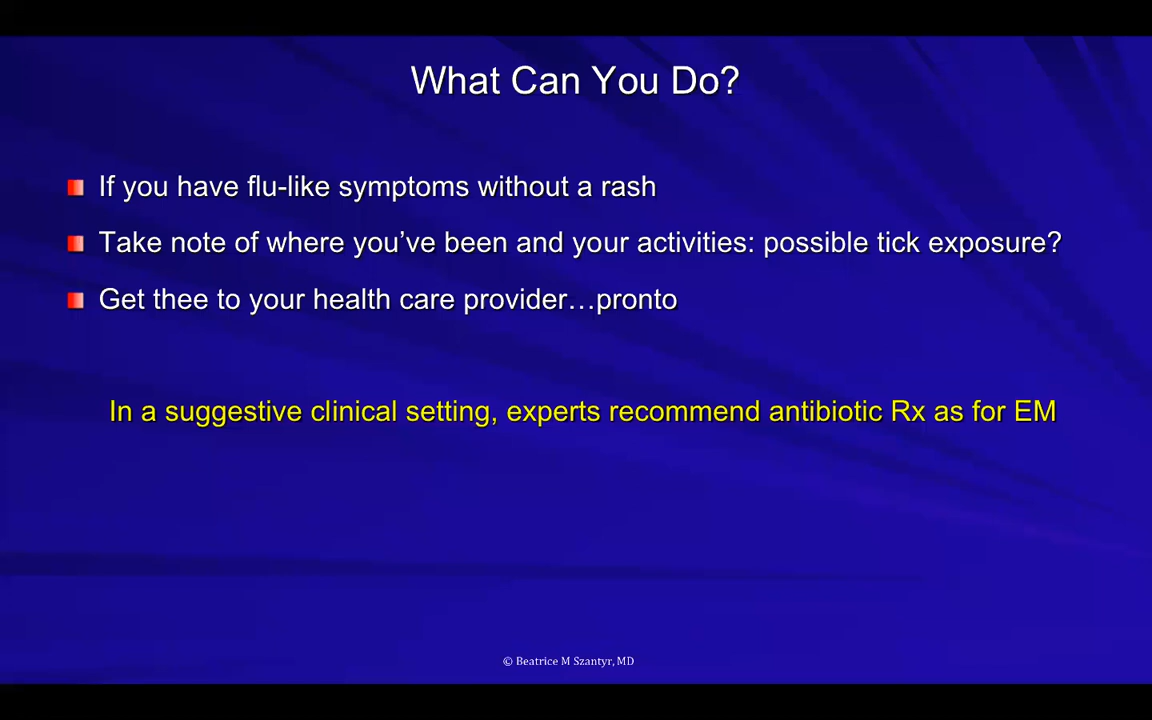 What Can You Do?
If you have flu-like symptoms without a rash
Take note of where you’ve been and your activities: possible tick exposure?
Get thee to your health care provider…pronto
In a suggestive clinical setting, experts recommend antibiotic Rx as for EM
© Beatrice M Szantyr, MD